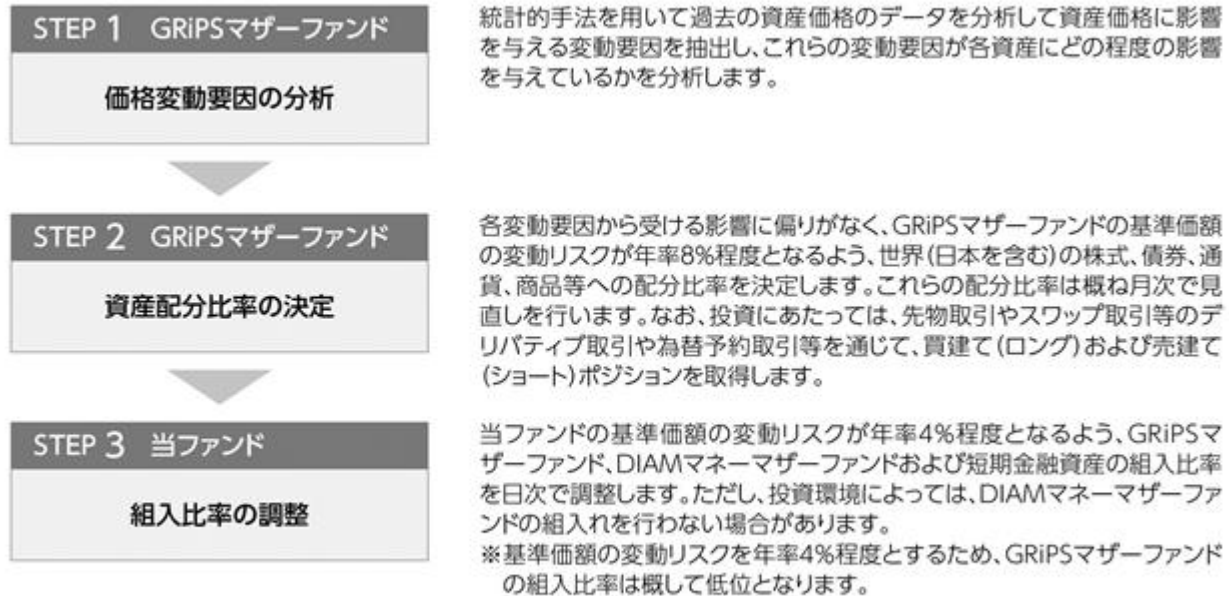 STEP 1 GRiPSマザーファンド
価格変動要因の分析
統計的手法を用いて過去の資産価格のデータを分析して資産価格に影響
を与える変動要因を抽出し、これらの変動要因が各資産にどの程度の影響
を与えているかを分析します。
STEP 2 GRiPSマザーファンド
資産配分比率の決定
各変動要因から受ける影響に偏りがなく、GRiPSマザーファンドの基準価額
の変動リスクが年率8%程度となるよう、世界(日本を含む)の株式、債券、通
貨、商品等への配分比率を決定します。これらの配分比率は概ね月次で見
直しを行います。なお、投資にあたっては、先物取引やスワップ取引等のデ
リバティブ取引や為替予約取引等を通じて、買建て(ロング)および売建て
(ショート)ポジションを取得します。
STEP 3 当ファンド
組入比率の調整
当ファンドの基準価額の変動リスクが年率4%程度となるよう、GRiPSマ
ザーファンド、DIAMマネーマザーファンドおよび短期金融資産の組入比率
を日次で調整します。ただし、投資環境によっては、DIAMマネーマザーファ
ンドの組入れを行わない場合があります。
※基準価額の変動リスクを年率4%程度とするため、GRiPSマザーファンド
の組入比率は概して低位となります。